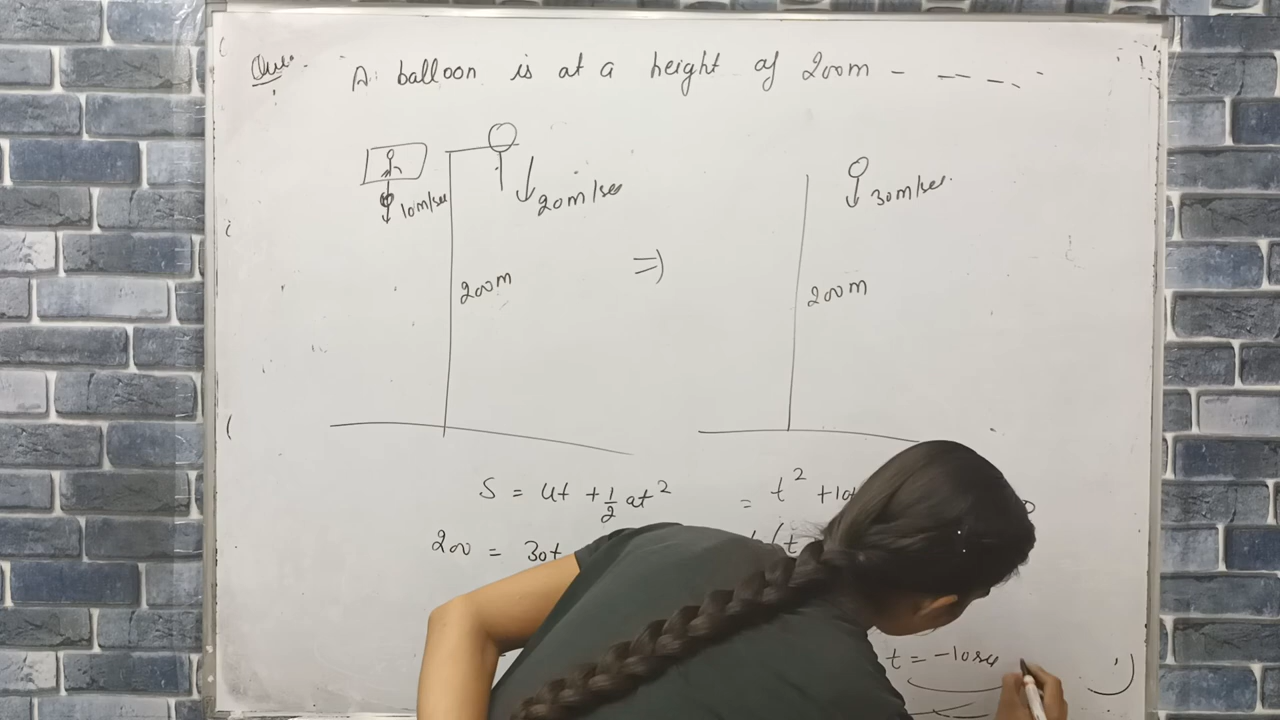 Que:- A balloon is at a height of 200m - - - - -
10m/sec
20m/sec
200m
=)
30m/sec
200m
S = ut + 1/2 at²
= t² + 10
200 = 30t
(t
t = -10sec